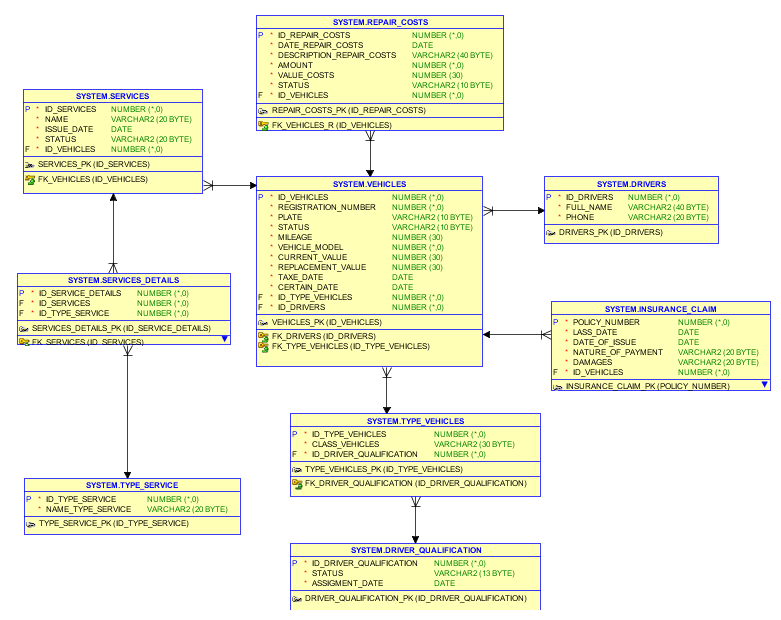 SYSTEM.REPAIR_COSTS
P * ID_REPAIR_COSTS NUMBER (*,0)
* DATE_REPAIR_COSTS DATE
* DESCRIPTION_REPAIR_COSTS VARCHAR2 (40 BYTE)
* AMOUNT NUMBER (*,0)
* VALUE_COSTS NUMBER (30)
* STATUS VARCHAR2 (10 BYTE)
F * ID_VEHICLES NUMBER (*,0)
REPAIR_COSTS_PK (ID_REPAIR_COSTS)
FK_VEHICLES_R (ID_VEHICLES)
SYSTEM.SERVICES
P * ID_SERVICES NUMBER (*,0)
* NAME VARCHAR2 (20 BYTE)
* ISSUE_DATE DATE
* STATUS VARCHAR2 (20 BYTE)
F * ID_VEHICLES NUMBER (*,0)
SERVICES_PK (ID_SERVICES)
FK_VEHICLES (ID_VEHICLES)
SYSTEM.VEHICLES
P * ID_VEHICLES NUMBER (*,0)
* REGISTRATION_NUMBER NUMBER (*,0)
* PLATE VARCHAR2 (10 BYTE)
* STATUS VARCHAR2 (10 BYTE)
* MILEAGE NUMBER (30)
* VEHICLE_MODEL NUMBER (*,0)
* CURRENT_VALUE NUMBER (30)
* REPLACEMENT_VALUE NUMBER (30)
* TAXE_DATE DATE
* CERTAIN_DATE DATE
F * ID_TYPE_VEHICLES NUMBER (*,0)
F * ID_DRIVERS NUMBER (*,0)
VEHICLES_PK (ID_VEHICLES)
FK_DRIVERS (ID_DRIVERS)
FK_TYPE_VEHICLES (ID_TYPE_VEHICLES)
SYSTEM.DRIVERS
P * ID_DRIVERS NUMBER (*,0)
* FULL_NAME VARCHAR2 (40 BYTE)
* PHONE VARCHAR2 (20 BYTE)
DRIVERS_PK (ID_DRIVERS)
SYSTEM.SERVICES_DETAILS
P * ID_SERVICE_DETAILS NUMBER (*,0)
F * ID_SERVICES NUMBER (*,0)
F * ID_TYPE_SERVICE NUMBER (*,0)
SERVICES_DETAILS_PK (ID_SERVICE_DETAILS)
FK_SERVICES (ID_SERVICES)
SYSTEM.INSURANCE_CLAIM
P * POLICY_NUMBER NUMBER (*,0)
* LASS_DATE DATE
* DATE_OF_ISSUE DATE
* NATURE_OF_PAYMENT VARCHAR2 (20 BYTE)
* DAMAGES VARCHAR2 (20 BYTE)
F * ID_VEHICLES NUMBER (*,0)
INSURANCE_CLAIM_PK (POLICY_NUMBER)
SYSTEM.TYPE_VEHICLES
P * ID_TYPE_VEHICLES NUMBER (*,0)
* CLASS_VEHICLES VARCHAR2 (30 BYTE)
F * ID_DRIVER_QUALIFICATION NUMBER (*,0)
TYPE_VEHICLES_PK (ID_TYPE_VEHICLES)
FK_DRIVER_QUALIFICATION (ID_DRIVER_QUALIFICATION)
SYSTEM.TYPE_SERVICE
P * ID_TYPE_SERVICE NUMBER (*,0)
* NAME_TYPE_SERVICE VARCHAR2 (20 BYTE)
TYPE_SERVICE_PK (ID_TYPE_SERVICE)
SYSTEM.DRIVER_QUALIFICATION
P * ID_DRIVER_QUALIFICATION NUMBER (*,0)
* STATUS VARCHAR2 (13 BYTE)
* ASSIGMENT_DATE DATE
DRIVER_QUALIFICATION_PK (ID_DRIVER_QUALIFICATION)